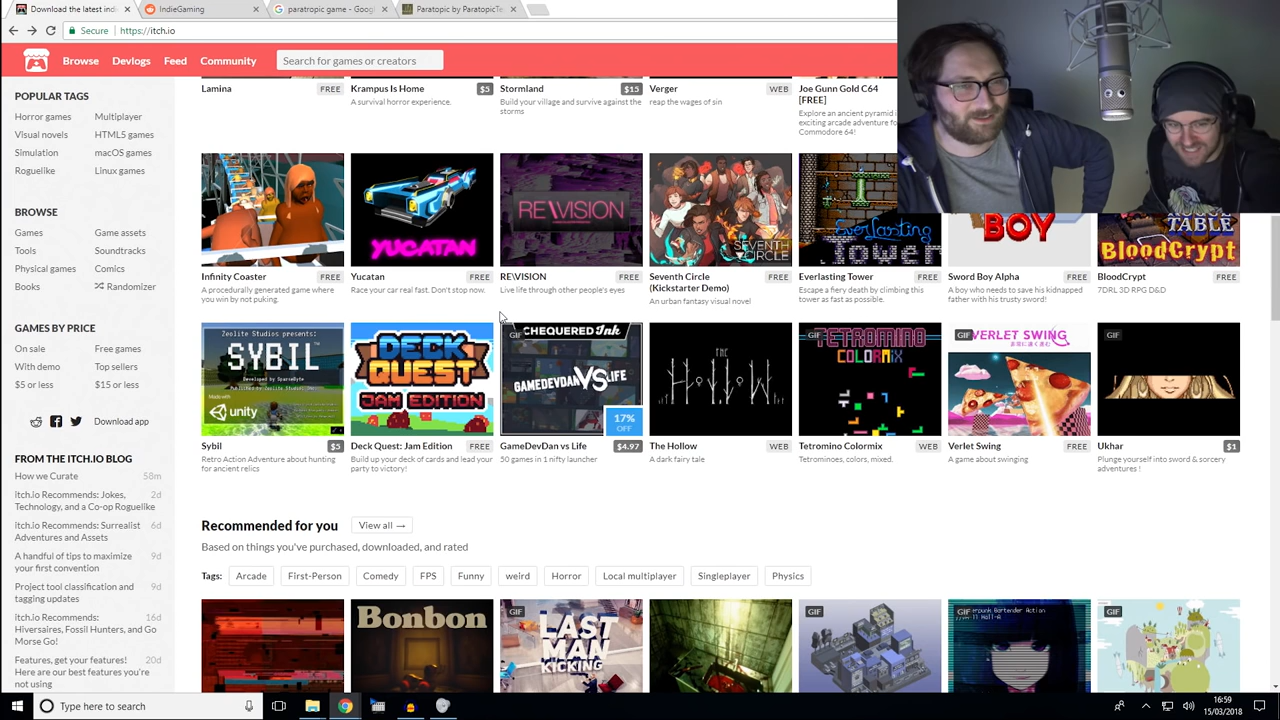 Download the latest indi
IndieGaming
paratropic game - Googl
Paratopic by ParatopicTe
Secure
https://itch.io
Browse
Devlogs
Feed
Community
Search for games or creators
POPULAR TAGS
Horror games
Multiplayer
Visual novels
HTML5 games
Simulation
macOS games
Roguelike
Linux games
BROWSE
Games
Game assets
Tools
Soundtracks
Physical games
Comics
Books
Randomizer
GAMES BY PRICE
On sale
Free games
With demo
Top sellers
$5 or less
$15 or less
Download app
FROM THE ITCH.IO BLOG
How we Curate
58m
Itch.io Recommends: Jokes,
2d
Technology, and a Co-op Roguelike
Itch.io Recommends: Surrealist
6d
Adventures and Assets
A handful of tips to maximize
9d
your first convention
Project tool classification and
9d
tagging updates
Itch.io Recommends:
16d
Hiversaires, Fossil Hunters, and Go
Morse Go!
Features, get your features!
20d
Here are our best features you're
not using
Lamina
FREE
Krampus Is Home
$5
A survival horror experience.
Stormland
$15
Build your village and survive against the
storms
Verger
WEB
reap the wages of sin
Joe Gunn Gold C64
[FREE]
Explore an ancient pyramid i
exciting arcade adventure fo
Commodore 64!
YUCATAN
RE\VISION
SEVENTH
CIRCLE
everlasting
TOWER
BOY
TABLE
BloodCrypt
Infinity Coaster
FREE
A procedurally generated game where
you win by not puking.
Yucatan
FREE
Race your car real fast. Don't stop now.
RE\VISION
FREE
Live life through other people's eyes
Seventh Circle
(Kickstarter Demo)
FREE
An urban fantasy visual novel
Everlasting Tower
FREE
Escape a fiery death by climbing this
tower as fast as possible.
Sword Boy Alpha
FREE
A boy who needs to save his kidnapped
father with his trusty sword!
BloodCrypt
FREE
7DRL 3D RPG D&D
Zeolite Studios presents:
SYBIL
Developed by SparseByte
Made with
unity
DECK
QUEST
JAM EDITION
GIF
CHEQUERED Ink
GAMEDEVDAN VS LIFE
17%
OFF
THE
HOLLOW
GIF
TETROMINO
COLORMIX
GIF
VERLET SWING
GIF
Sybil
$5
Retro Action Adventure about hunting
for ancient relics
Deck Quest: Jam Edition
FREE
Build up your deck of cards and lead your
party to victory!
GameDevDan vs Life
$4.97
50 games in 1 nifty launcher
The Hollow
WEB
A dark fairy tale
Tetromino Colormix
WEB
Tetrominoes, colors, mixed.
Verlet Swing
FREE
A game about swinging
Ukhar
$1
Plunge yourself into sword & sorcery
adventures !
Recommended for you
View all →
Based on things you've purchased, downloaded, and rated
Tags:
Arcade
First-Person
Comedy
FPS
Funny
weird
Horror
Local multiplayer
Singleplayer
Physics
Bonbon
GIF
LAST
MAN
KICKING
GIF
GIF
GIF
Type here to search
16:59
15/03/2018